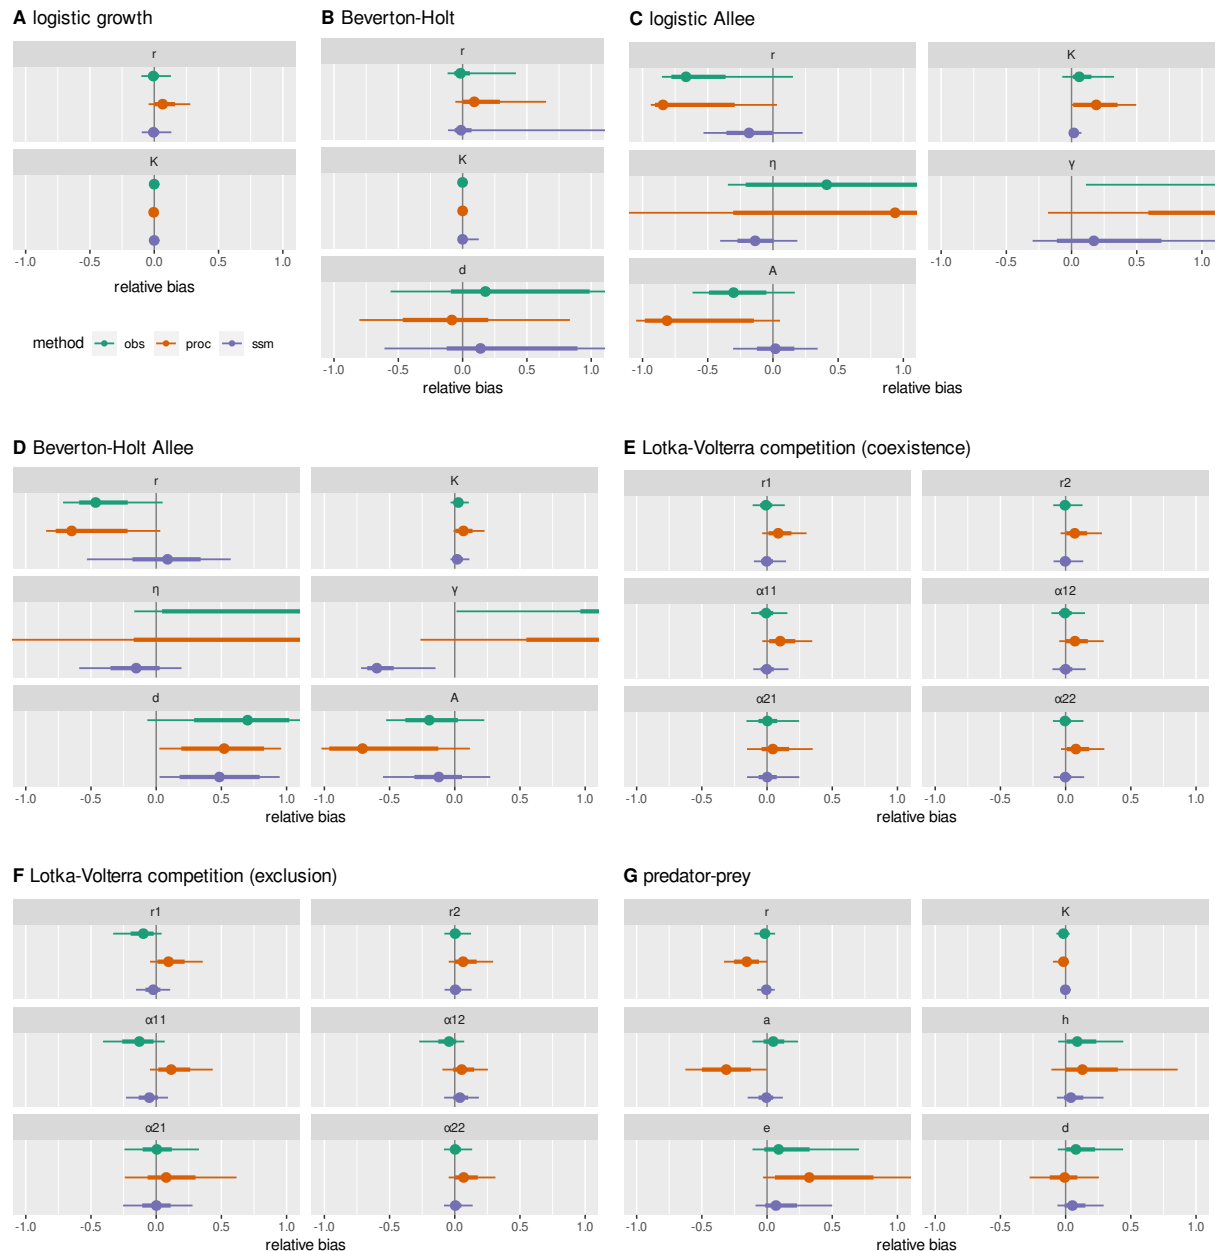 A logistic growth
r
K
-1.0 -0.5 0.0 0.5 1.0
relative bias
method obs proc ssm
B Beverton-Holt
r
K
d
-1.0 -0.5 0.0 0.5 1.0
relative bias
C logistic Allee
r K
η γ
-1.0 -0.5 0.0 0.5 1.0
A
-1.0 -0.5 0.0 0.5 1.0
relative bias
D Beverton-Holt Allee
r K
η γ
d A
-1.0 -0.5 0.0 0.5 1.0 -1.0 -0.5 0.0 0.5 1.0
relative bias
E Lotka-Volterra competition (coexistence)
r1 r2
α11 α12
α21 α22
-1.0 -0.5 0.0 0.5 1.0 -1.0 -0.5 0.0 0.5 1.0
relative bias
F Lotka-Volterra competition (exclusion)
r1 r2
α11 α12
α21 α22
-1.0 -0.5 0.0 0.5 1.0 -1.0 -0.5 0.0 0.5 1.0
relative bias
G predator-prey
r K
a h
e d
-1.0 -0.5 0.0 0.5 1.0 -1.0 -0.5 0.0 0.5 1.0
relative bias